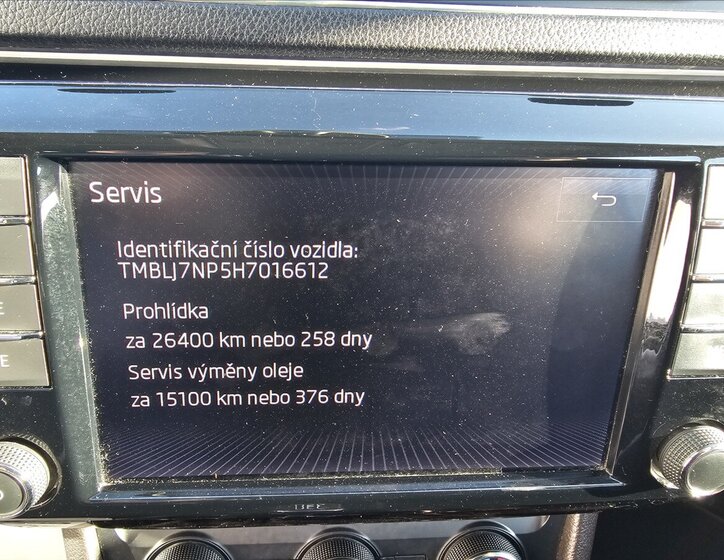 Servis
Identifikační číslo vozidla:
TMBLJ7NP5H7016612
Prohlídka
za 26400 km nebo 258 dny
Servis výměny oleje
za 15100 km nebo 376 dny